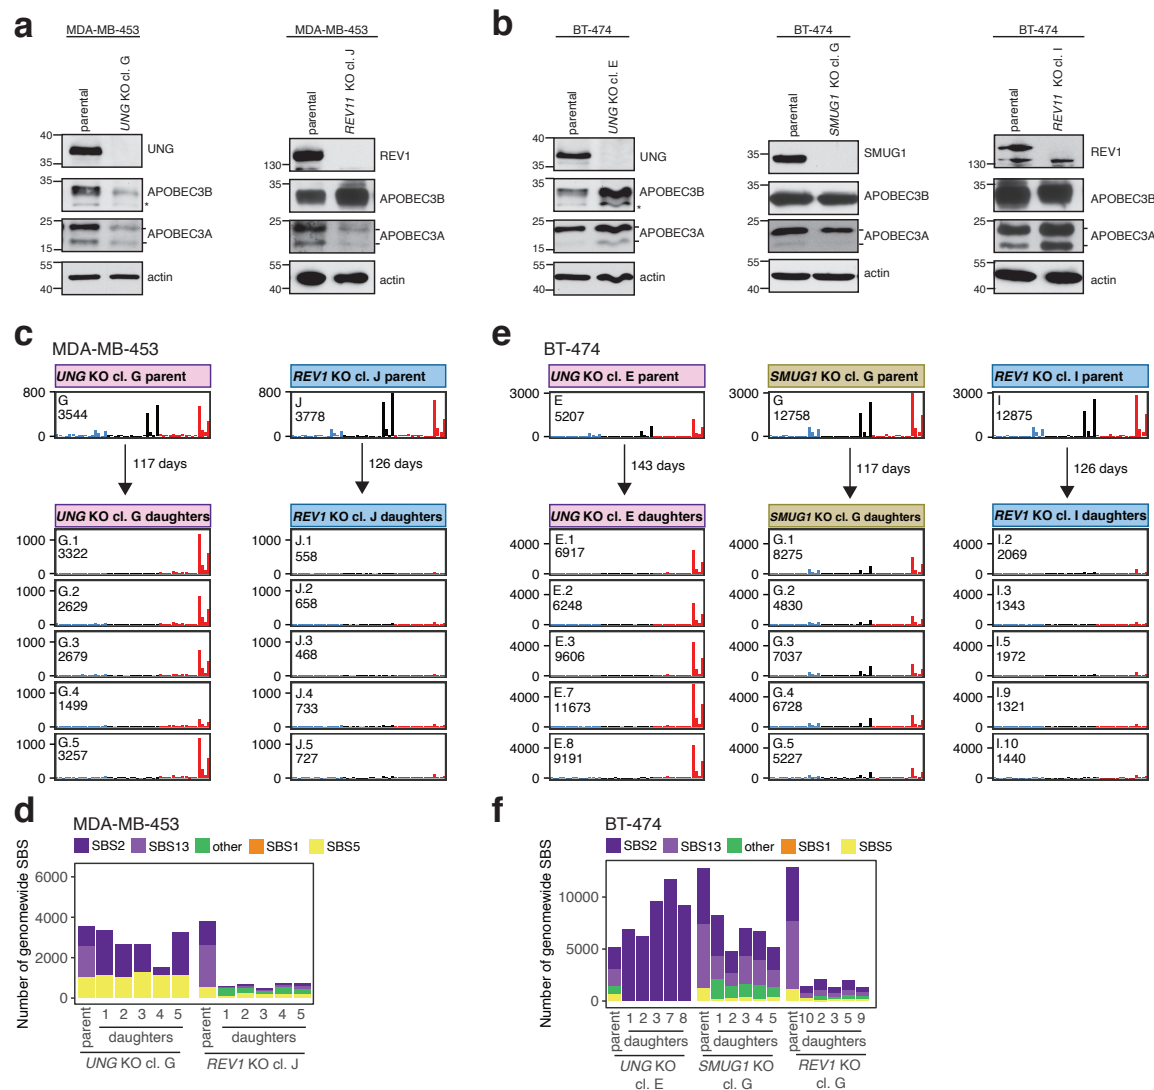 a
MDA-MB-453
parental
UNG KO cl. G
40
35
UNG
35
APOBEC3B
*
25
15
APOBEC3A
55
40
actin
MDA-MB-453
parental
REV11 KO cl. J
130
REV1
35
APOBEC3B
25
15
APOBEC3A
55
40
actin
b
BT-474
parental
UNG KO cl. E
40
35
UNG
35
APOBEC3B
*
25
15
APOBEC3A
55
40
actin
BT-474
parental
SMUG1 KO cl. G
35
SMUG1
35
APOBEC3B
25
APOBEC3A
55
40
actin
BT-474
parental
REV11 KO cl. I
130
REV1
35
APOBEC3B
25
15
APOBEC3A
55
40
actin
c
MDA-MB-453
UNG KO cl. G parent
800
0
G
3544
117 days
UNG KO cl. G daughters
1000
0
G.1
3322
1000
0
G.2
2629
1000
0
G.3
2679
1000
0
G.4
1499
1000
0
G.5
3257
REV1 KO cl. J parent
800
0
J
3778
126 days
REV1 KO cl. J daughters
1000
0
J.1
558
1000
0
J.2
658
1000
0
J.3
468
1000
0
J.4
733
1000
0
J.5
727
e
BT-474
UNG KO cl. E parent
3000
0
E
5207
143 days
UNG KO cl. E daughters
4000
0
E.1
6917
4000
0
E.2
6248
4000
0
E.3
9606
4000
0
E.7
11673
4000
0
E.8
9191
SMUG1 KO cl. G parent
3000
0
G
12758
117 days
SMUG1 KO cl. G daughters
4000
0
G.1
8275
4000
0
G.2
4830
4000
0
G.3
7037
4000
0
G.4
6728
4000
0
G.5
5227
REV1 KO cl. I parent
3000
0
I
12875
126 days
REV1 KO cl. I daughters
4000
0
I.2
2069
4000
0
I.3
1343
4000
0
I.5
1972
4000
0
I.9
1321
4000
0
I.10
1440
d
MDA-MB-453
SBS2 SBS13 other SBS1 SBS5
Number of genomewide SBS
6000
4000
2000
0
parent 1 2 3 4 5 parent 1 2 3 4 5
daughters daughters
UNG KO cl. G REV1 KO cl. J
f
BT-474
SBS2 SBS13 other SBS1 SBS5
Number of genomewide SBS
10000
5000
0
parent 1 2 3 7 8 parent 1 2 3 4 5 parent 10 2 3 5 9
daughters daughters daughters
UNG KO SMUG1 KO REV1 KO
cl. E cl. G cl. G